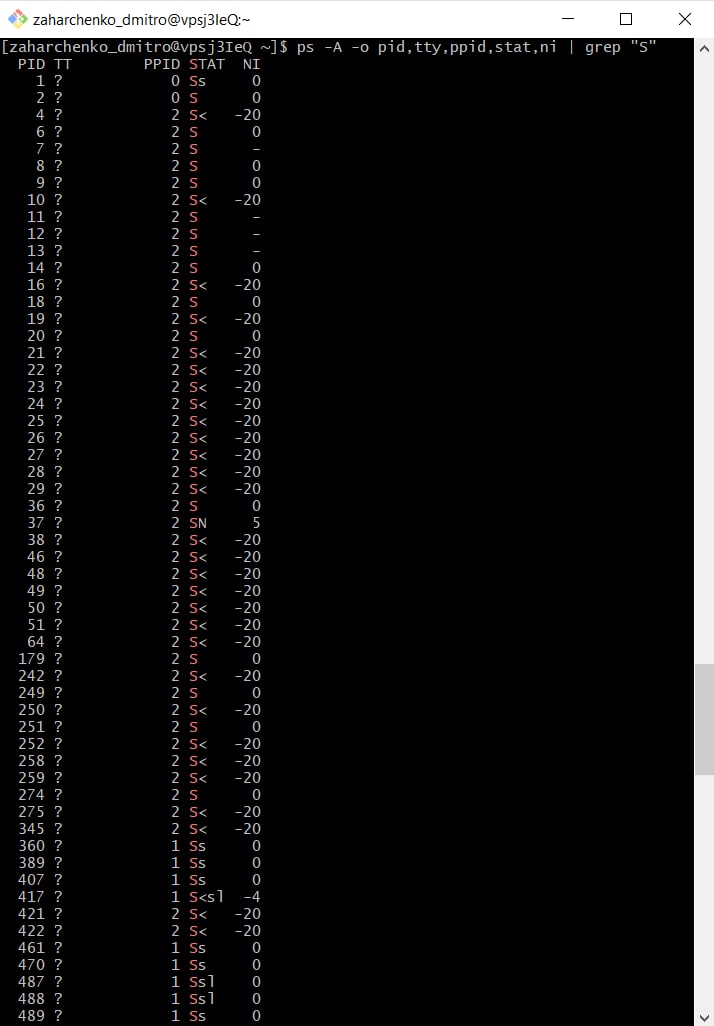 zaharchenko_dmitro@vpsj3IeQ:~
[zaharchenko_dmitro@vpsj3IeQ ~]$ ps -A -o pid,tty,ppid,stat,ni | grep "S"
PID TT PPID STAT NI
1 ? 0 Ss 0
2 ? 0 S 0
4 ? 2 S< -20
6 ? 2 S 0
7 ? 2 S -
8 ? 2 S 0
9 ? 2 S 0
10 ? 2 S< -20
11 ? 2 S -
12 ? 2 S -
13 ? 2 S -
14 ? 2 S 0
16 ? 2 S< -20
18 ? 2 S 0
19 ? 2 S< -20
20 ? 2 S 0
21 ? 2 S< -20
22 ? 2 S< -20
23 ? 2 S< -20
24 ? 2 S< -20
25 ? 2 S< -20
26 ? 2 S< -20
27 ? 2 S< -20
28 ? 2 S< -20
29 ? 2 S< -20
36 ? 2 S 0
37 ? 2 SN 5
38 ? 2 S< -20
46 ? 2 S< -20
48 ? 2 S< -20
49 ? 2 S< -20
50 ? 2 S< -20
51 ? 2 S< -20
64 ? 2 S< -20
179 ? 2 S 0
242 ? 2 S< -20
249 ? 2 S 0
250 ? 2 S< -20
251 ? 2 S 0
252 ? 2 S< -20
258 ? 2 S< -20
259 ? 2 S< -20
274 ? 2 S 0
275 ? 2 S< -20
345 ? 2 S< -20
360 ? 1 Ss 0
389 ? 1 Ss 0
407 ? 1 Ss 0
417 ? 1 S<sl -4
421 ? 2 S< -20
422 ? 2 S< -20
461 ? 1 Ss 0
470 ? 1 Ss 0
487 ? 1 Ssl 0
488 ? 1 Ssl 0
489 ? 1 Ss 0